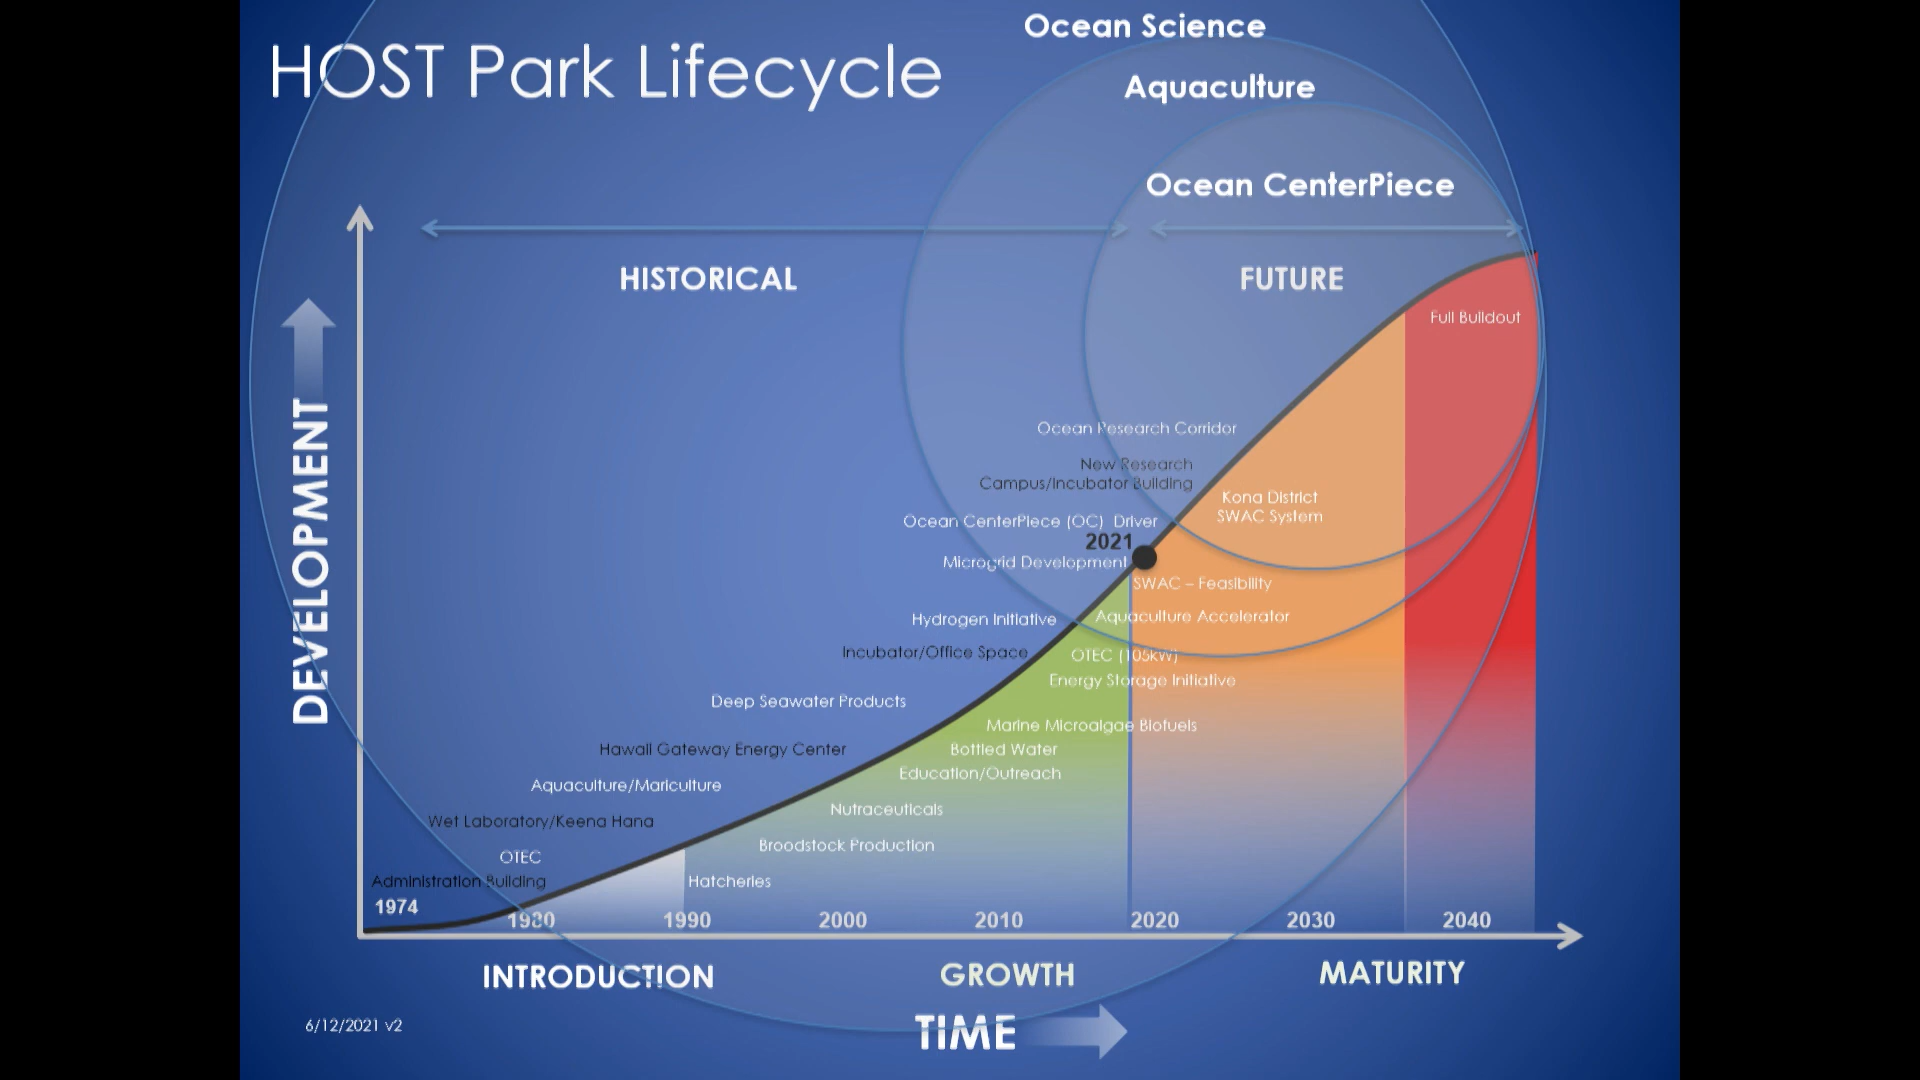 Ocean Science
HOST Park Lifecycle
Aquaculture
Ocean CenterPiece
HISTORICAL
FUTURE
Full Buildout
DEVELOPMENT
Ocean Research Corridor
New Research
Campus/Incubator Building
Kona District
SWAC System
Ocean CenterPiece (OC) Driver
2021
Microgrid Development
SWAC – Feasibility
Hydrogen Initiative
Aquaculture Accelerator
Incubator/Office Space
OTEC (105kW)
Energy Storage Initiative
Deep Seawater Products
Marine Microalgae Biofuels
Hawaii Gateway Energy Center
Bottled Water
Education/Outreach
Aquaculture/Mariculture
Nutraceuticals
Wet Laboratory/Keena Hana
Broodstock Production
OTEC
Administration Building
Hatcheries
1974
1980 1990 2000 2010 2020 2030 2040
INTRODUCTION GROWTH MATURITY
6/12/2021 v2
TIME